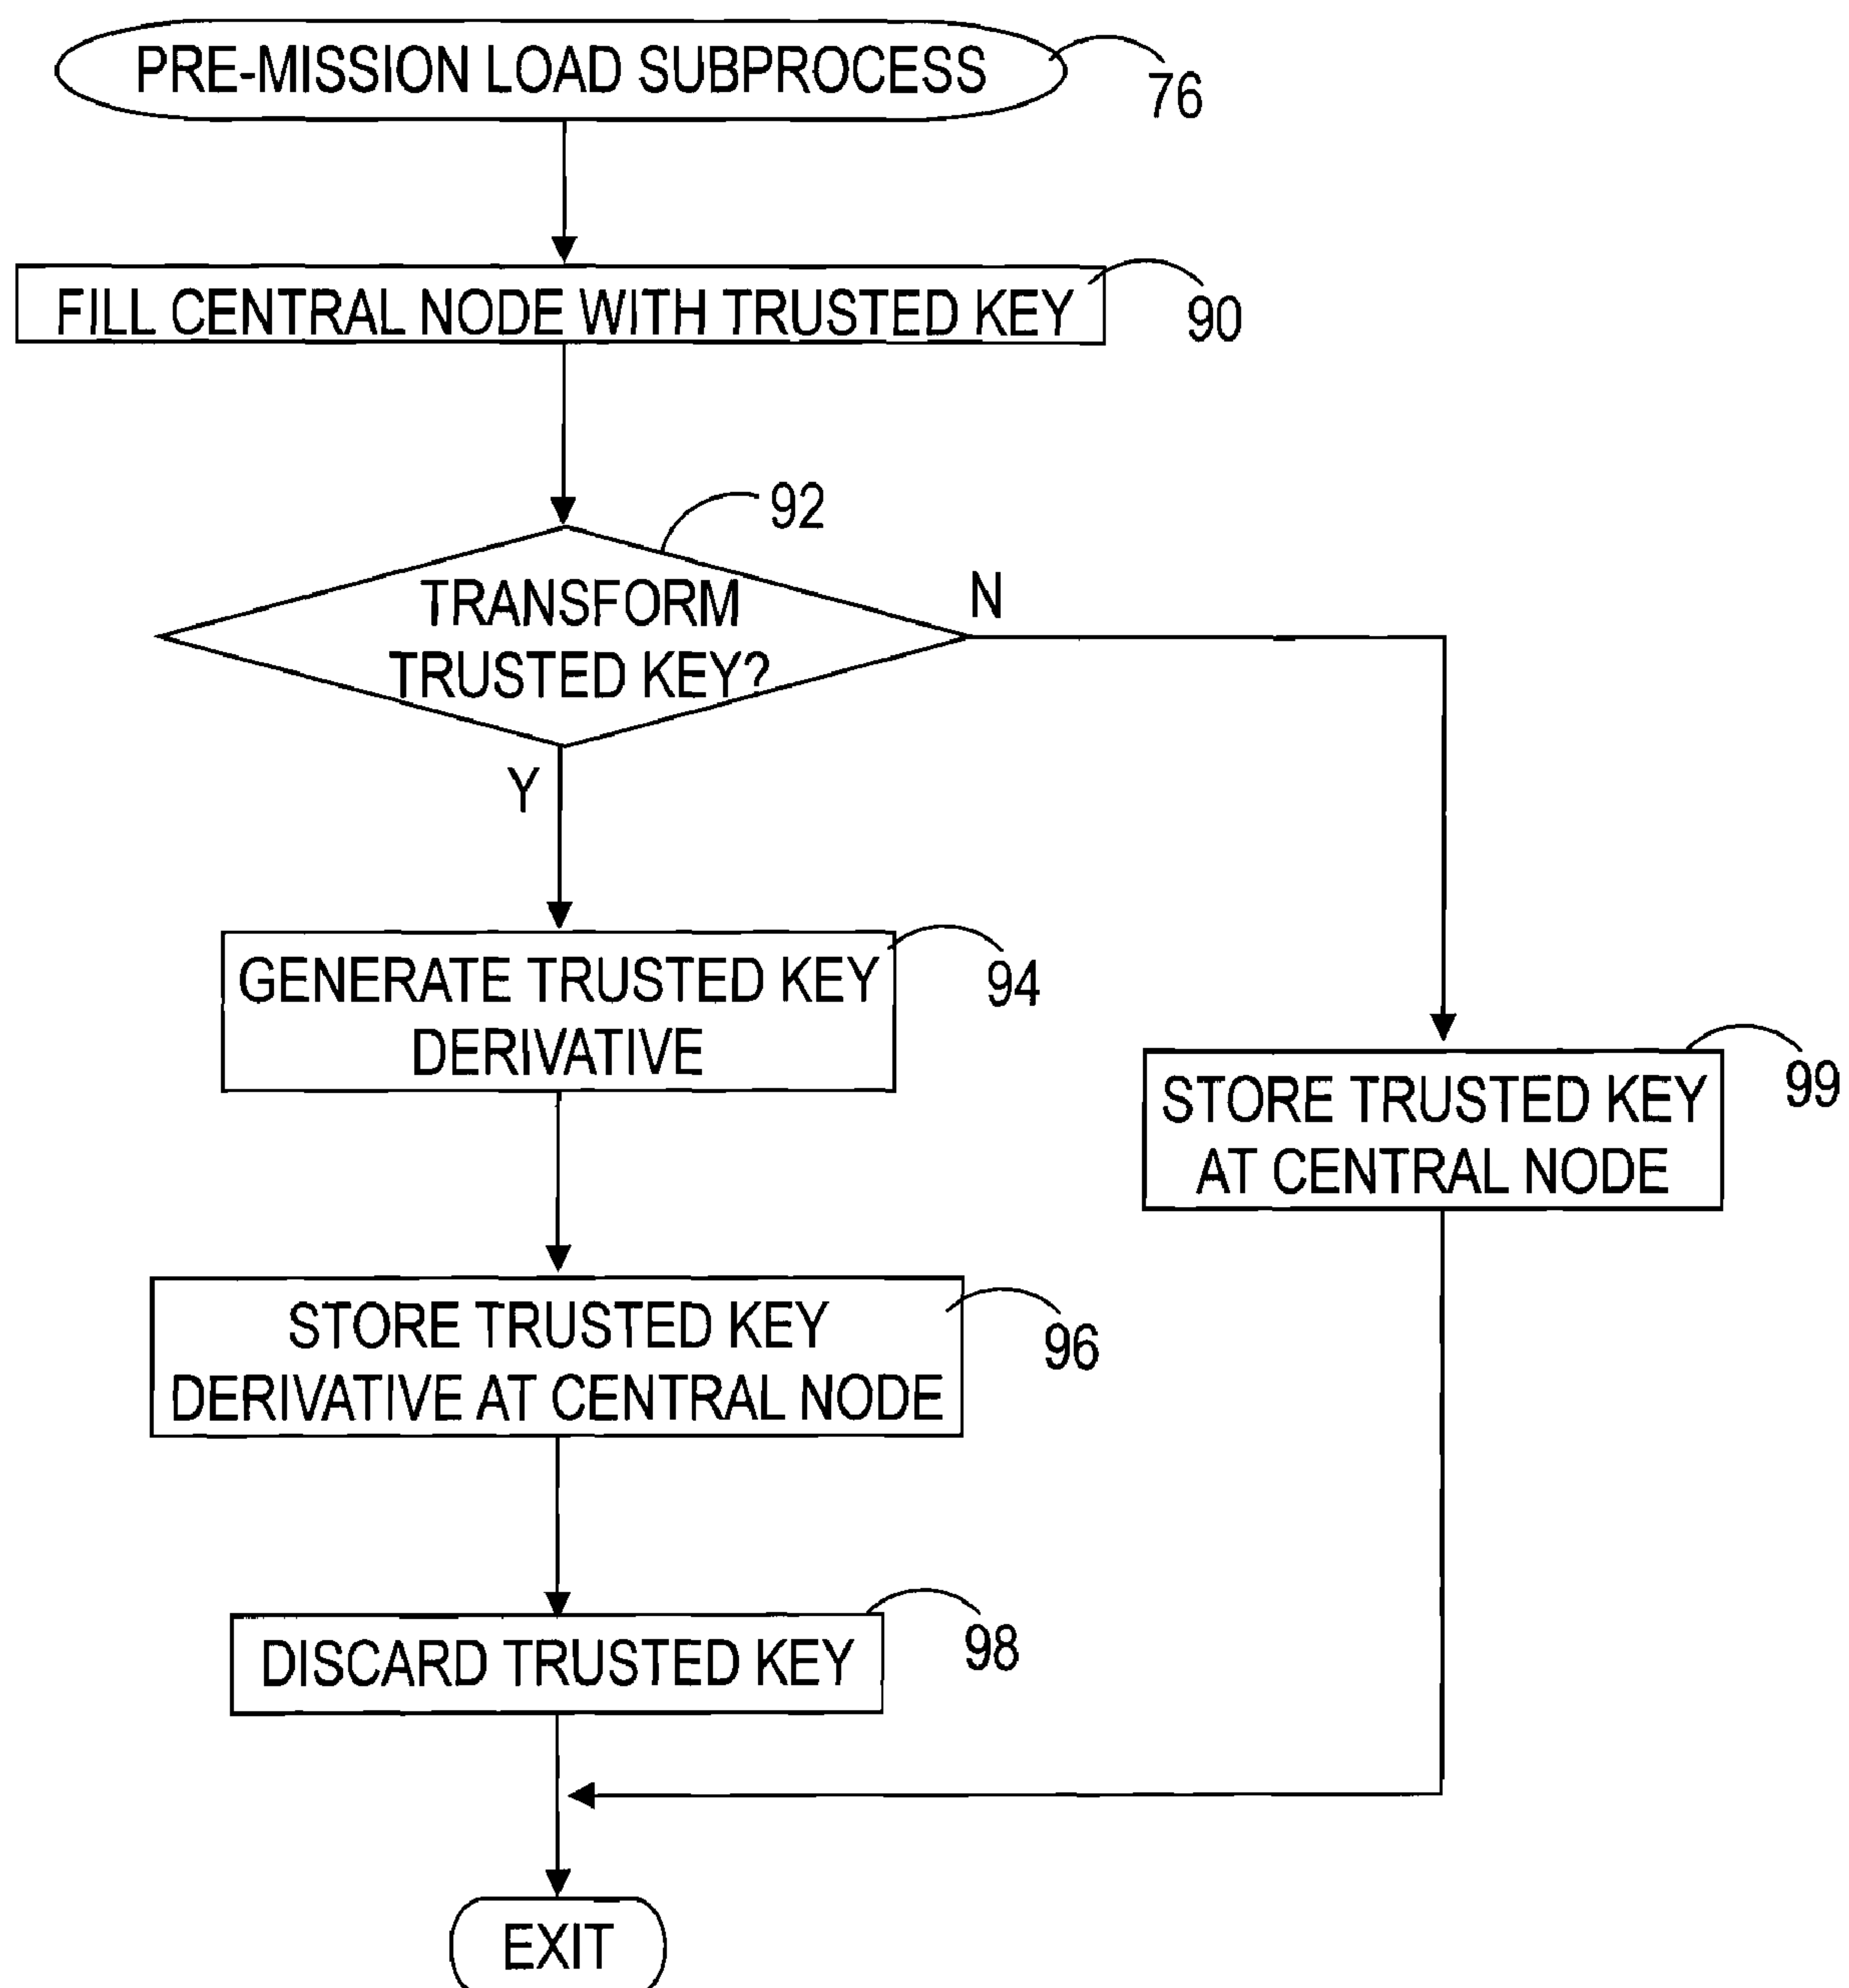 PRE-MISSION LOAD SUBPROCESS
76
FILL CENTRAL NODE WITH TRUSTED KEY
90
92
TRANSFORM
TRUSTED KEY?
N
Y
GENERATE TRUSTED KEY
DERIVATIVE
94
STORE TRUSTED KEY
AT CENTRAL NODE
99
STORE TRUSTED KEY
DERIVATIVE AT CENTRAL NODE
96
DISCARD TRUSTED KEY
98
EXIT